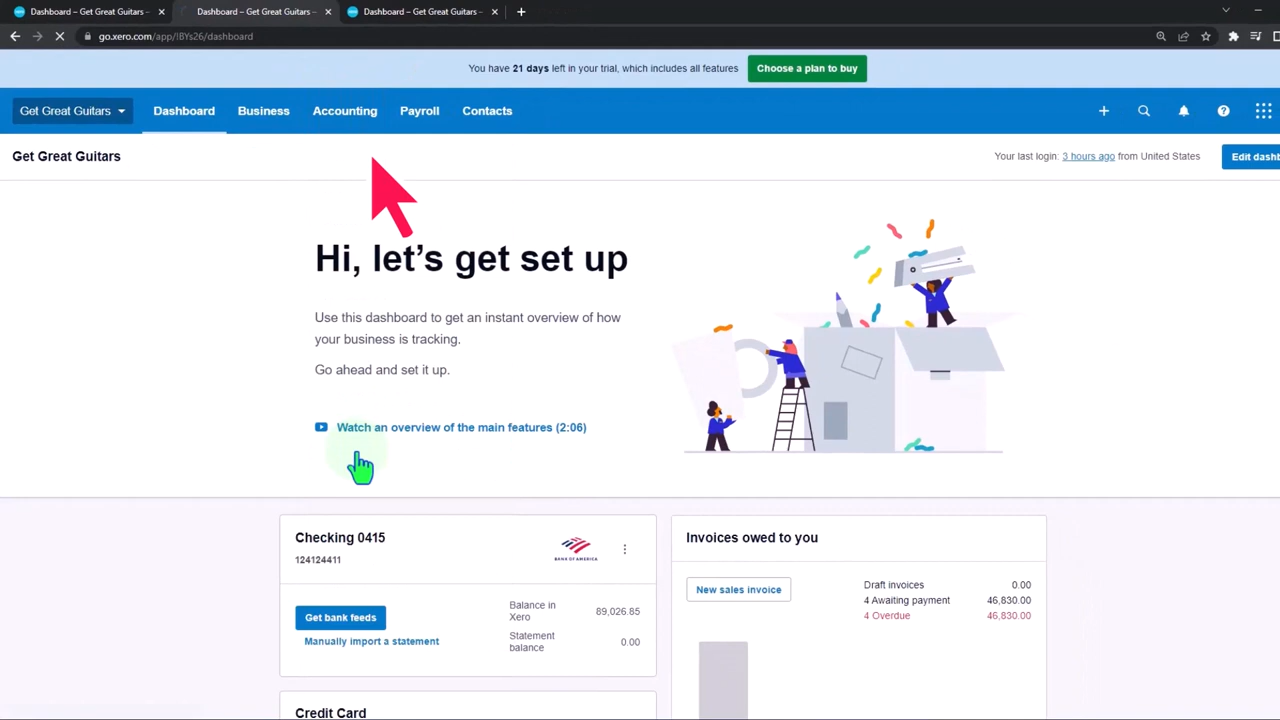 Dashboard – Get Great Guitars -
Dashboard – Get Great Guitars -
Dashboard – Get Great Guitars -
go.xero.com/app/!BYs26/dashboard
You have 21 days left in your trial, which includes all features
Choose a plan to buy
Get Great Guitars
Dashboard
Business
Accounting
Payroll
Contacts
Get Great Guitars
Your last login: 3 hours ago from United States
Edit dashb
Hi, let's get set up
Use this dashboard to get an instant overview of how
your business is tracking.
Go ahead and set it up.
Watch an overview of the main features (2:06)
Checking 0415
124124411
BANK OF AMERICA
Get bank feeds
Manually import a statement
Balance in
Xero
89,026.85
Statement
balance
0.00
Credit Card
Invoices owed to you
New sales invoice
Draft invoices 0.00
4 Awaiting payment 46,830.00
4 Overdue 46,830.00